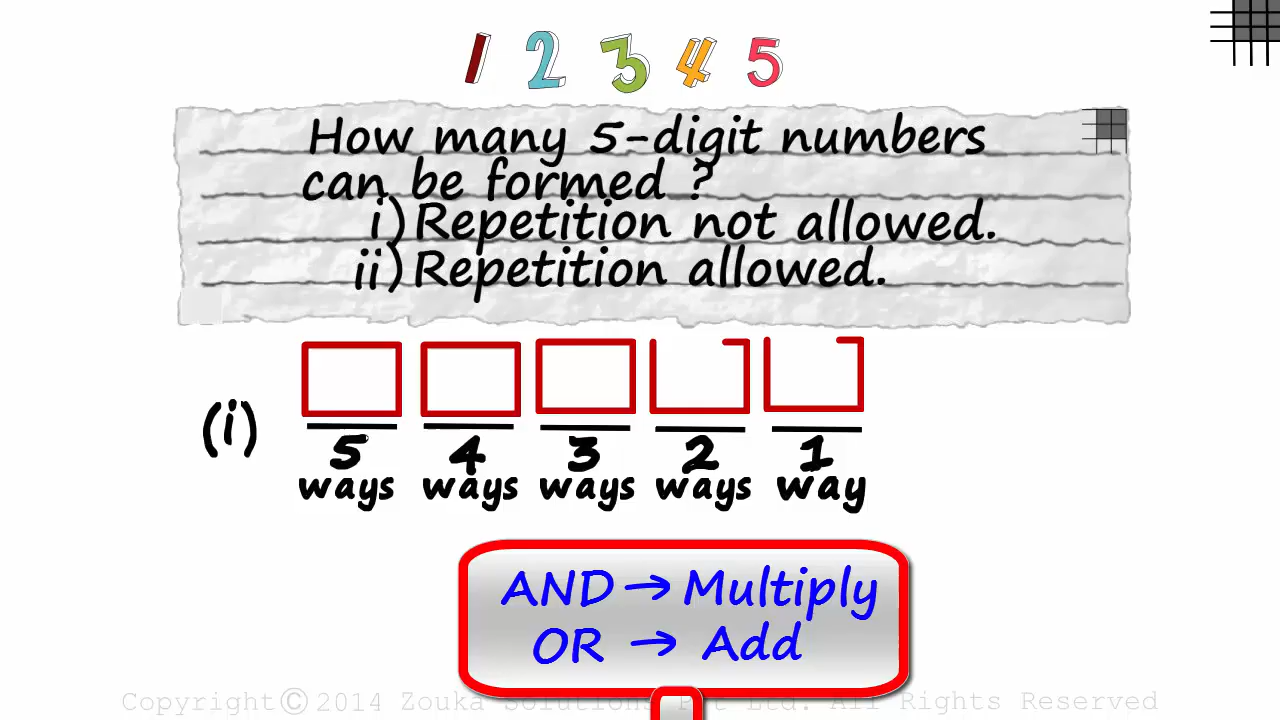 1 2 3 4 5
How many 5-digit numbers
can be formed ?
i) Repetition not allowed.
ii) Repetition allowed.
(i)
5 4 3 2 1
ways ways ways ways way
AND → Multiply
OR → Add
Copyright © 2014 Zouka Solutions Pvt Ltd. All Rights Reserved